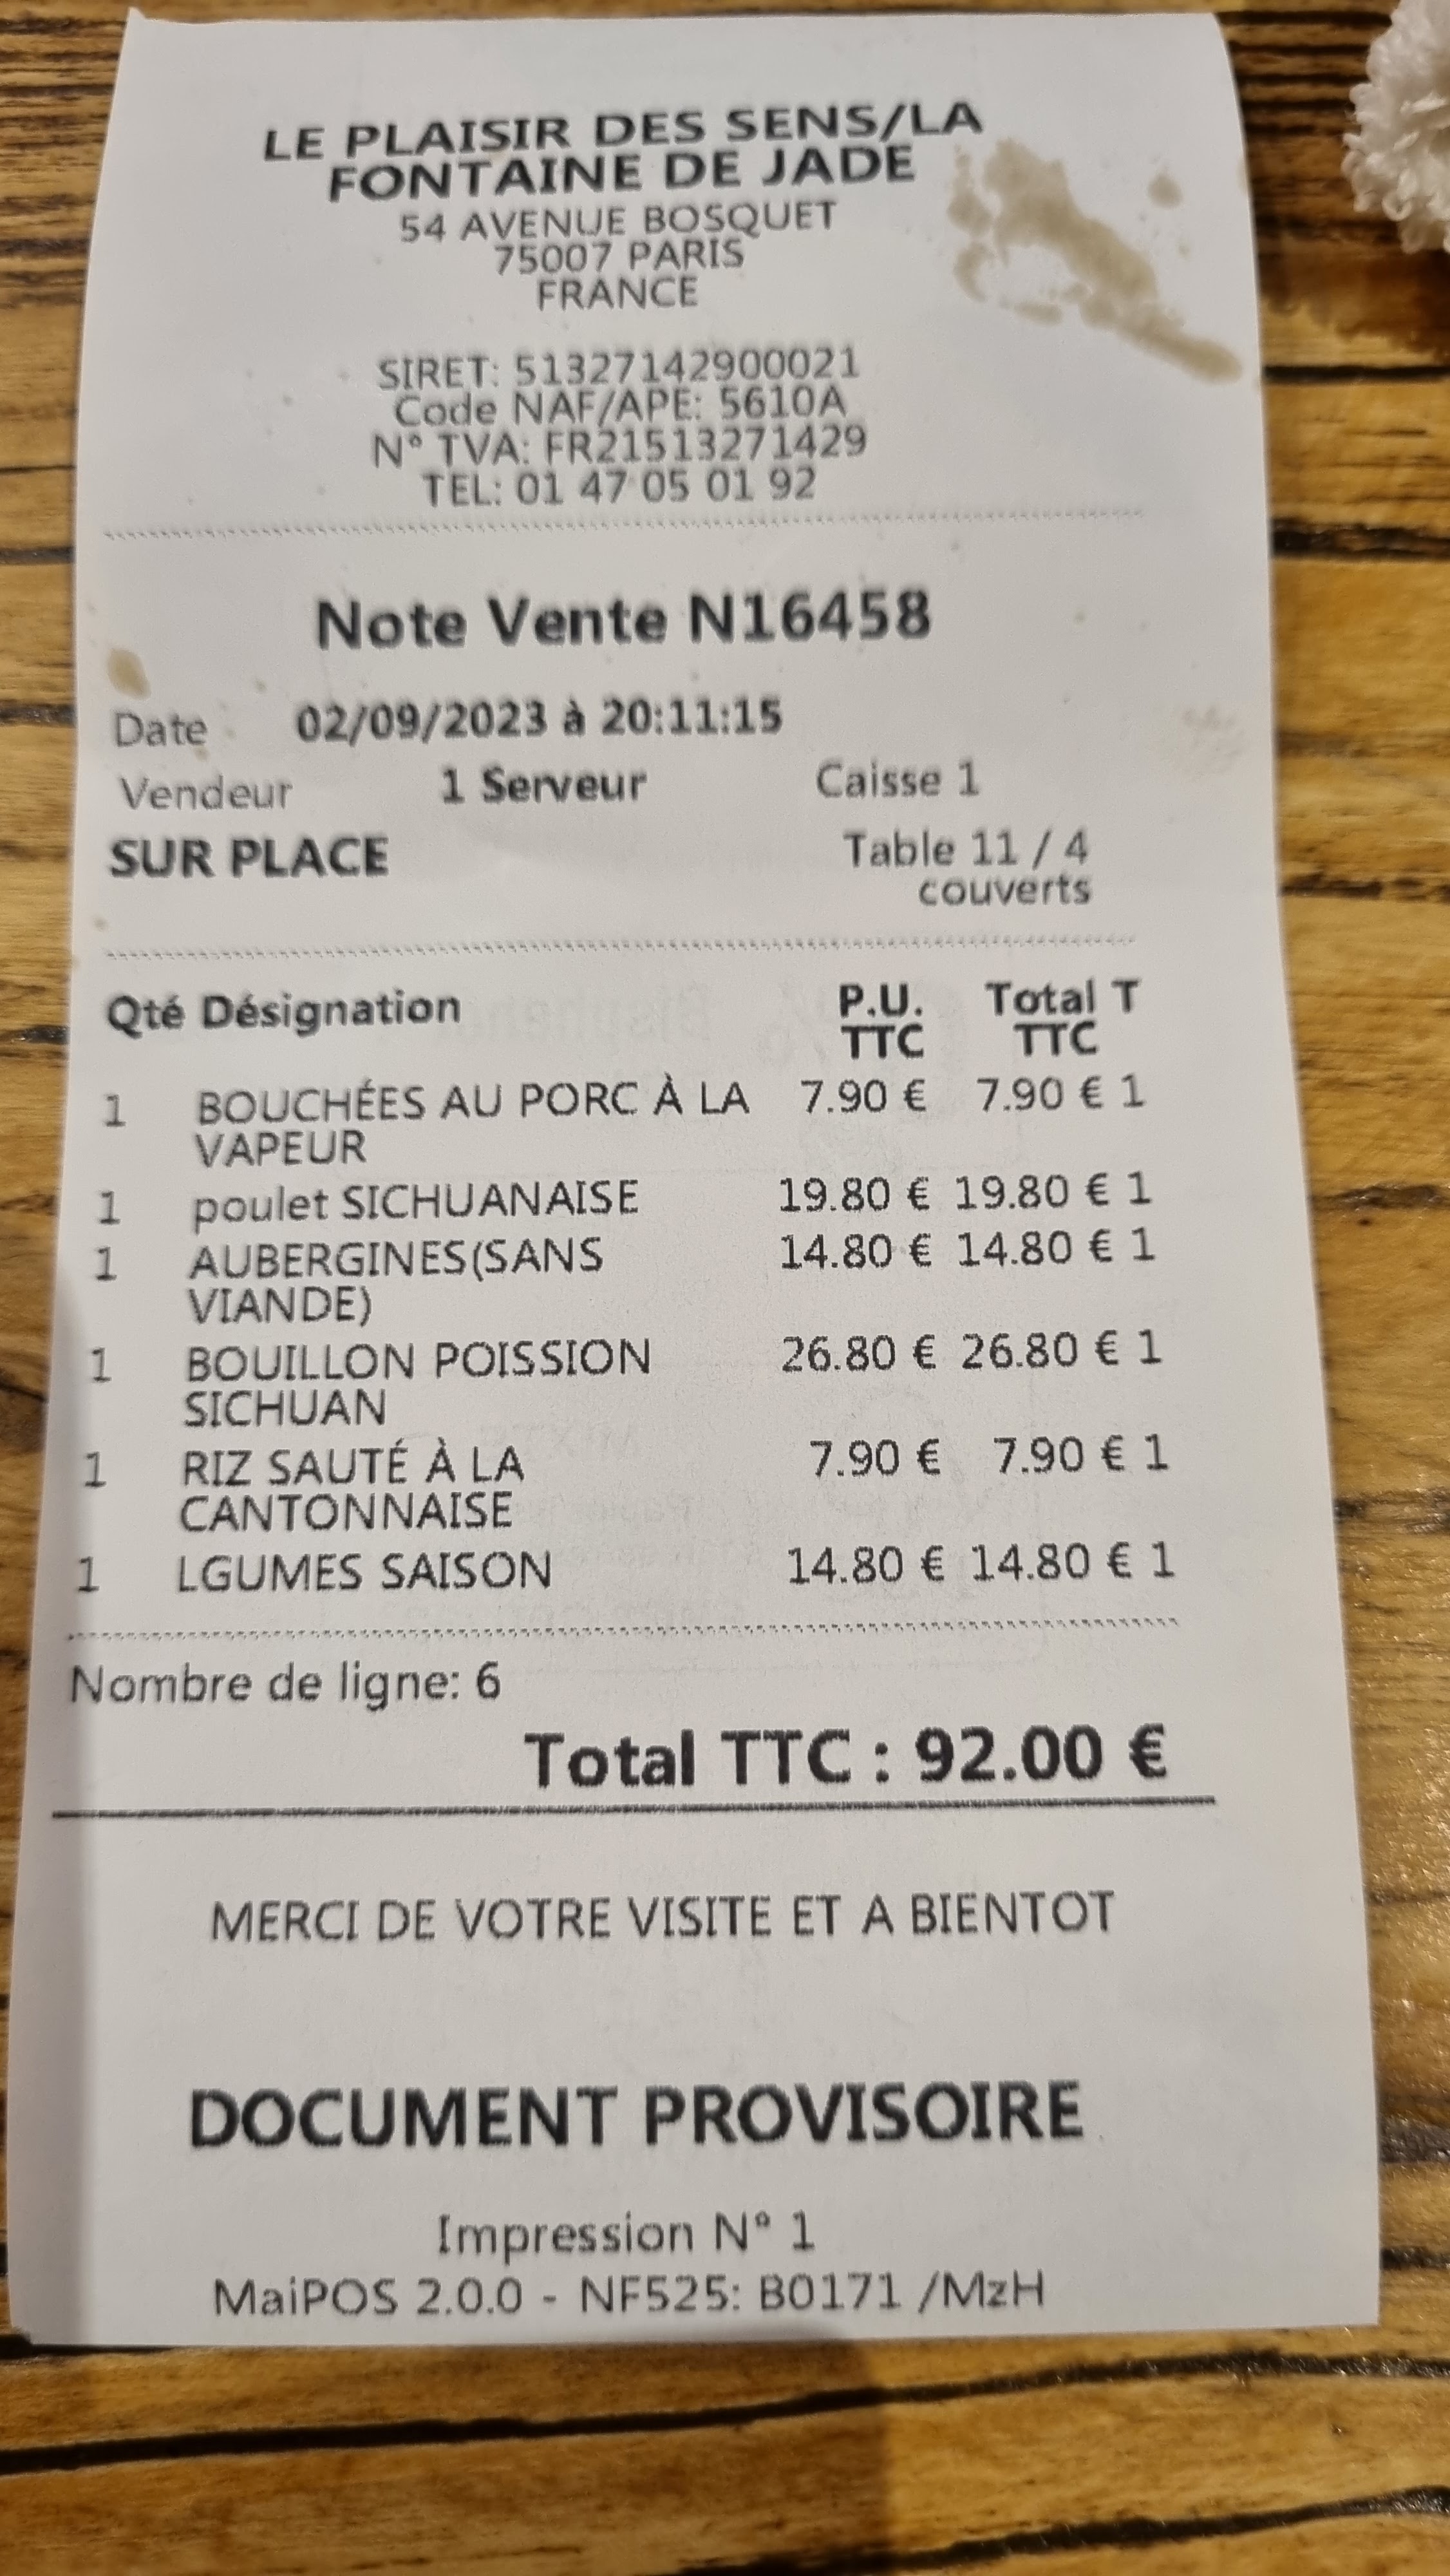 LE PLAISIR DES SENS/LA
FONTAINE DE JADE
54 AVENUE BOSQUET
75007 PARIS
FRANCE
SIRET: 51327142900021
Code NAF/APE: 5610A
N° TVA: FR21513271429
TEL: 01 47 05 01 92
Note Vente N16458
Date 02/09/2023 à 20:11:15
Vendeur 1 Serveur Caisse 1
SUR PLACE Table 11 / 4
couverts
Qté Désignation P.U. Total T
TTC TTC
1 BOUCHÉES AU PORC À LA 7.90 € 7.90 € 1
VAPEUR
1 poulet SICHUANAISE 19.80 € 19.80 € 1
1 AUBERGINES(SANS 14.80 € 14.80 € 1
VIANDE)
1 BOUILLON POISSION 26.80 € 26.80 € 1
SICHUAN
1 RIZ SAUTÉ À LA 7.90 € 7.90 € 1
CANTONNAISE
1 LGUMES SAISON 14.80 € 14.80 € 1
Nombre de ligne: 6
Total TTC : 92.00 €
MERCI DE VOTRE VISITE ET A BIENTOT
DOCUMENT PROVISOIRE
Impression N° 1
MaiPOS 2.0.0 - NF525: B0171 /MzH